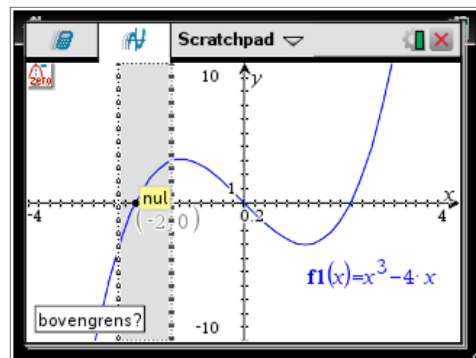 Scratchpad
zero
10
y
nul
1
x
-4
(-2,0)
0.2
4
f1(x)=x³-4·x
bovengrens?
-10